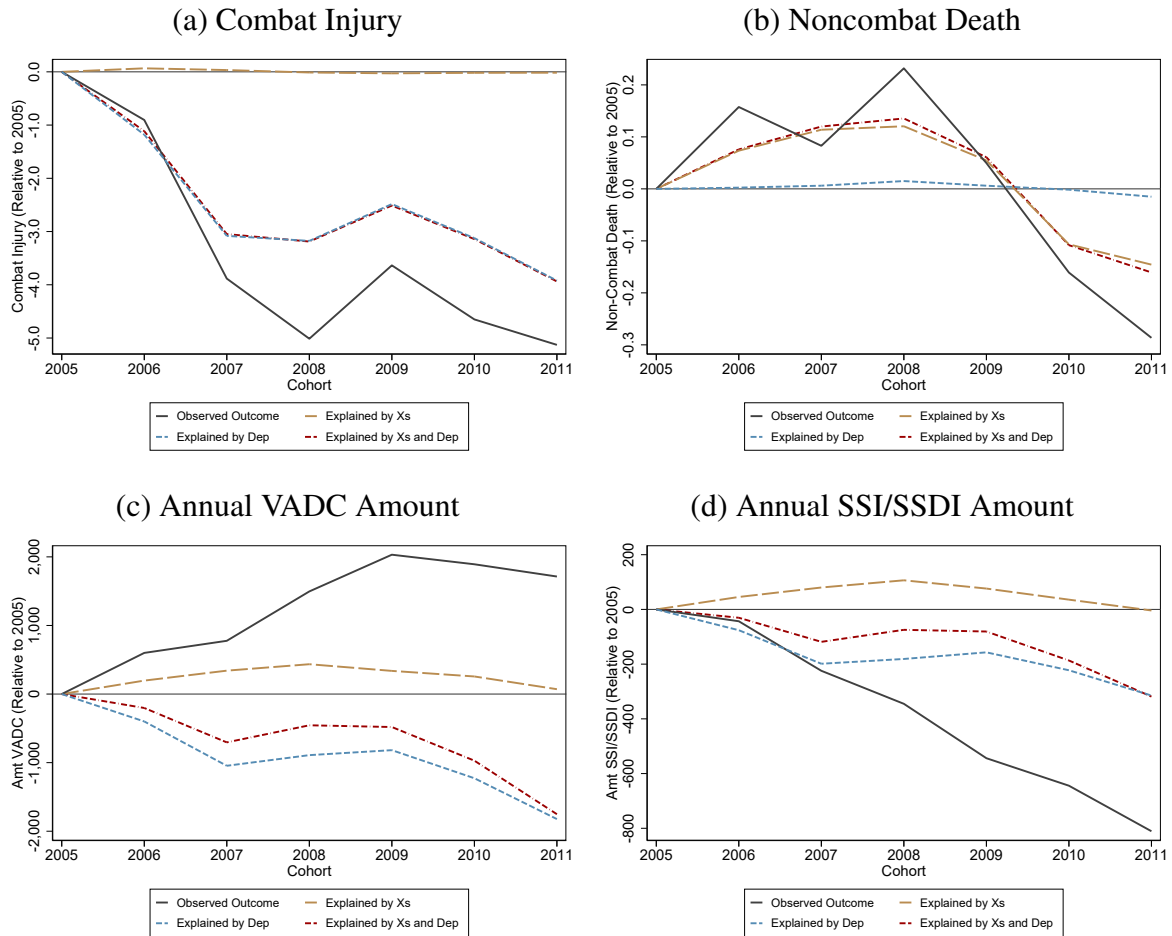 (a) Combat Injury
Combat Injury (Relative to 2005)
0.0
-1.0
-2.0
-3.0
-4.0
-5.0
2005 2006 2007 2008 2009 2010 2011
Cohort
Observed Outcome Explained by Xs
Explained by Dep Explained by Xs and Dep
(b) Noncombat Death
Non-Combat Death (Relative to 2005)
0.2
0.1
0.0
-0.1
-0.2
-0.3
2005 2006 2007 2008 2009 2010 2011
Cohort
Observed Outcome Explained by Xs
Explained by Dep Explained by Xs and Dep
(c) Annual VADC Amount
Amt VADC (Relative to 2005)
2,000
1,000
0
-1,000
-2,000
2005 2006 2007 2008 2009 2010 2011
Cohort
Observed Outcome Explained by Xs
Explained by Dep Explained by Xs and Dep
(d) Annual SSI/SSDI Amount
Amt SSI/SSDI (Relative to 2005)
200
0
-200
-400
-600
-800
2005 2006 2007 2008 2009 2010 2011
Cohort
Observed Outcome Explained by Xs
Explained by Dep Explained by Xs and Dep